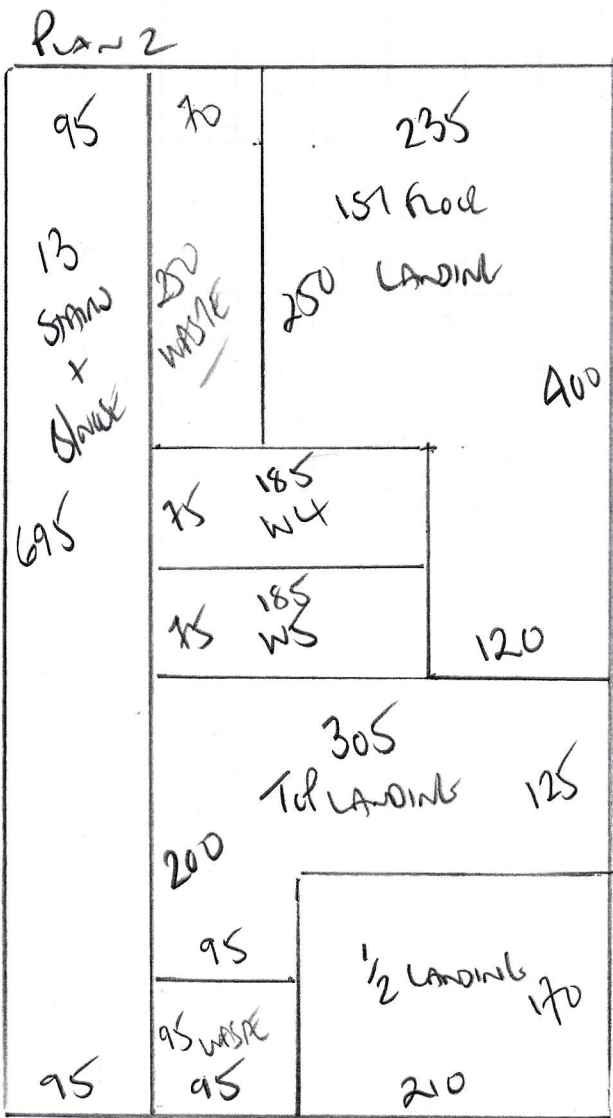 PLAN 2
95
13
STAIRS
+
695
95
70
250
WASTE
235
1ST FLOOR
LANDING
250
400
120
75
185
W4
75
185
W5
305
TOP LANDING
125
200
95
95 WASTE
95
1/2 LANDING
170
210